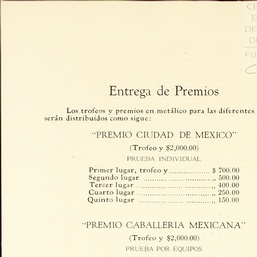 Entrega de Premios
Los trofeos y premios en metálico para las diferentes
serán distribuidos como sigue:
"PREMIO CIUDAD DE MEXICO"
(Trofeo y $2,000.00)
PRUEBA INDIVIDUAL
Primer lugar, trofeo y ............... $ 700.00
Segundo lugar ..................... „ 500.00
Tercer lugar ....................... „ 400.00
Cuarto lugar ....................... „ 250.00
Quinto lugar ....................... „ 150.00
"PREMIO CABALLERIA MEXICANA"
(Trofeo y $2,000.00)
PRUEBA POR EQUIPOS